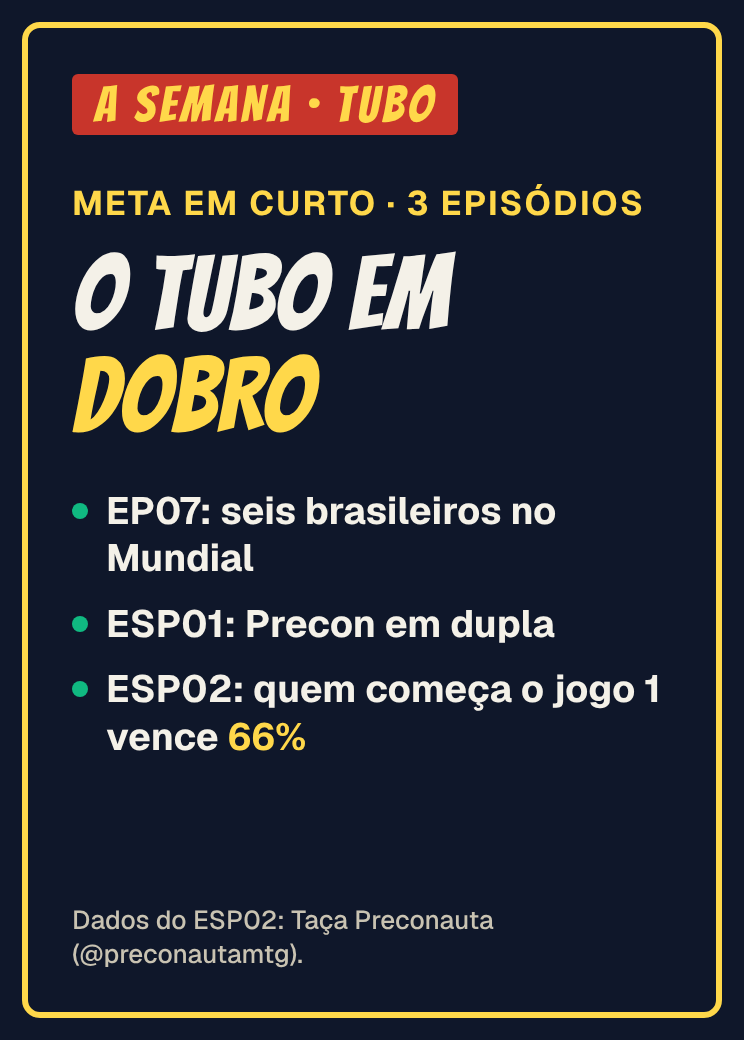 A SEMANA · TUBO
META EM CURTO · 3 EPISÓDIOS
O TUBO EM
DOBRO
EP07: seis brasileiros no
Mundial
ESP01: Precon em dupla
ESP02: quem começa o jogo 1
vence 66%
Dados do ESP02: Taça Preconauta
(@preconautamtg).